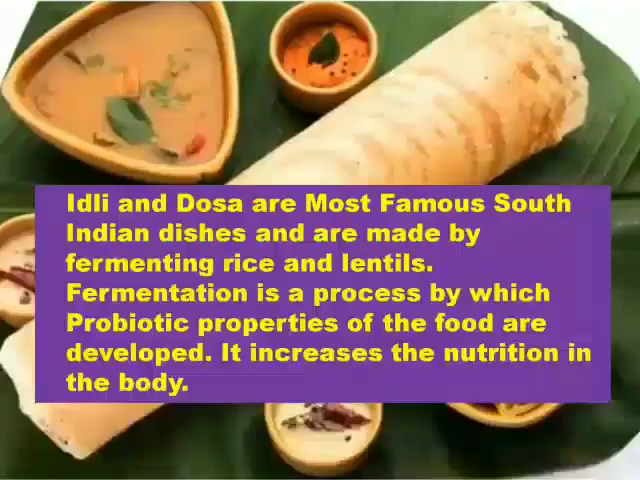 Idli and Dosa are Most Famous South
Indian dishes and are made by
fermenting rice and lentils.
Fermentation is a process by which
Probiotic properties of the food are
developed. It increases the nutrition in
the body.